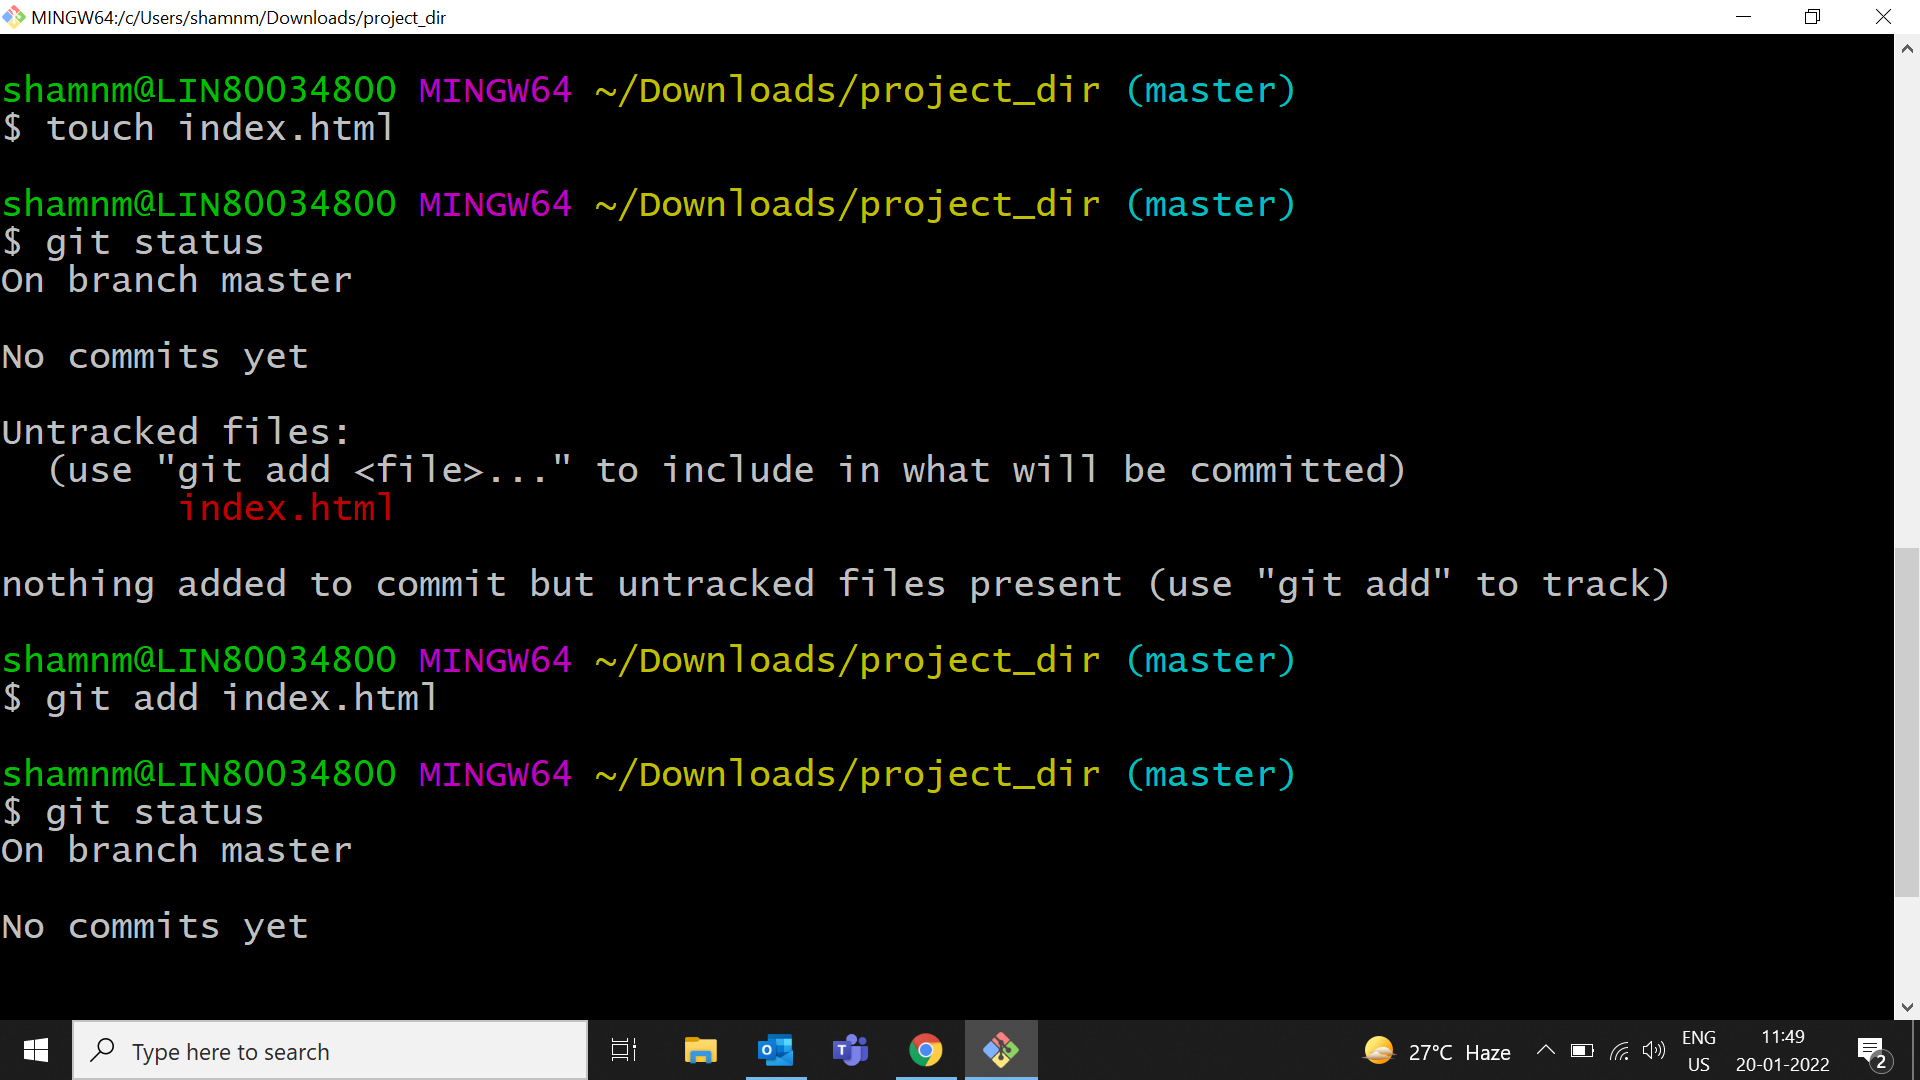 MINGW64:/c/Users/shamnm/Downloads/project_dir
shamnm@LIN80034800 MINGW64 ~/Downloads/project_dir (master)
$ touch index.html
shamnm@LIN80034800 MINGW64 ~/Downloads/project_dir (master)
$ git status
On branch master
No commits yet
Untracked files:
  (use "git add <file>..." to include in what will be committed)
        index.html
nothing added to commit but untracked files present (use "git add" to track)
shamnm@LIN80034800 MINGW64 ~/Downloads/project_dir (master)
$ git add index.html
shamnm@LIN80034800 MINGW64 ~/Downloads/project_dir (master)
$ git status
On branch master
No commits yet
Type here to search
27°C Haze
ENG
US
11:49
20-01-2022
2